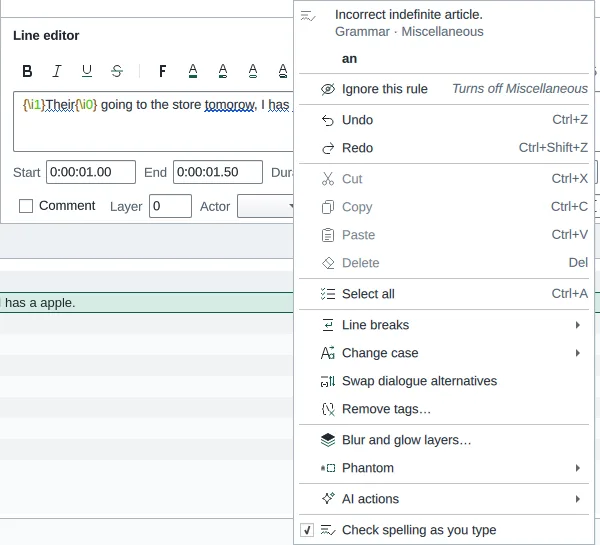 Incorrect indefinite article.
Grammar · Miscellaneous
an
Line editor
B I U S F A A A A
Ignore this rule Turns off Miscellaneous
{\i1}Their{\i0} going to the store tomorow, I has
Undo Ctrl+Z
Redo Ctrl+Shift+Z
Start 0:00:01.00 End 0:00:01.50
Cut Ctrl+X
Comment Layer 0 Actor
Copy Ctrl+C
Paste Ctrl+V
Delete Del
Select all Ctrl+A
has a apple.
Line breaks
Change case
Swap dialogue alternatives
Remove tags…
Blur and glow layers…
Phantom
AI actions
Check spelling as you type